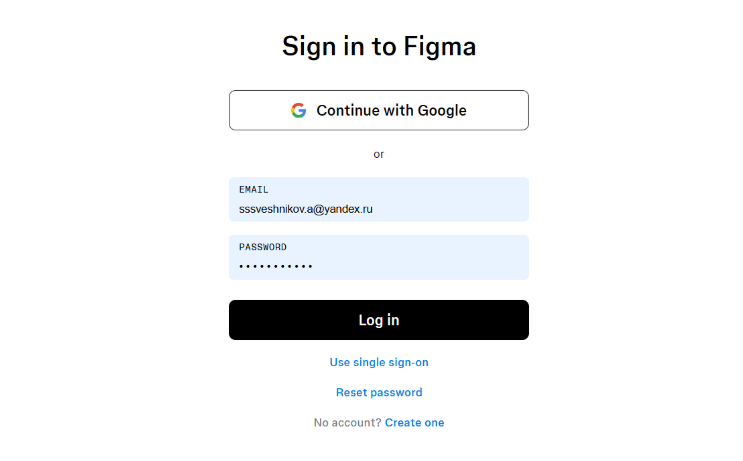 Sign in to Figma
Continue with Google
or
EMAIL
sssveshnikov.a@yandex.ru
PASSWORD
•••••••••••
Log in
Use single sign-on
Reset password
No account? Create one